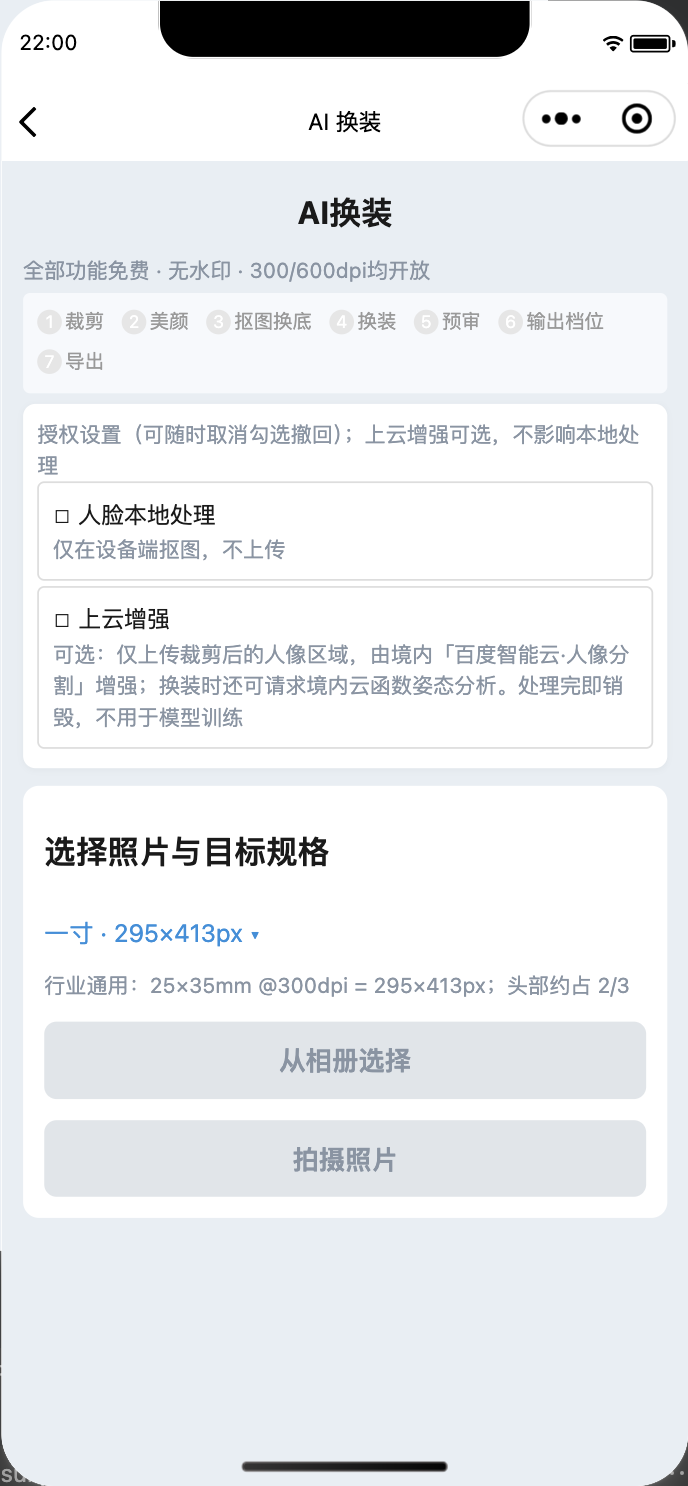 22:00
AI 换装
AI换装
全部功能免费 · 无水印 · 300/600dpi均开放
1 裁剪 2 美颜 3 抠图换底 4 换装 5 预审 6 输出档位
7 导出
授权设置（可随时取消勾选撤回）；上云增强可选，不影响本地处
理
□ 人脸本地处理
仅在设备端抠图，不上传
□ 上云增强
可选：仅上传裁剪后的人像区域，由境内「百度智能云·人像分
割」增强；换装时还可请求境内云函数姿态分析。处理完即销
毁，不用于模型训练
选择照片与目标规格
一寸 · 295×413px ▾
行业通用：25×35mm @300dpi = 295×413px；头部约占 2/3
从相册选择
拍摄照片